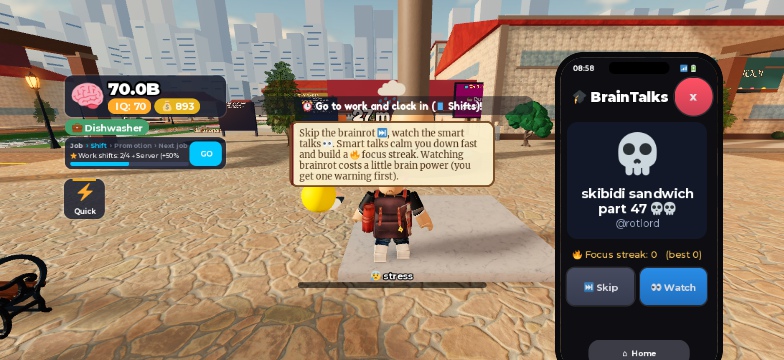 70.0B
IQ: 70
893
Dishwasher
Job › Shift › Promotion › Next job
Work shifts: 2/4 → Server (+50%
GO
Quick
Go to work and clock in (📱 Shifts)!
Skip the brainrot ⏭️, watch the smart
talks 👀. Smart talks calm you down fast
and build a 🔥 focus streak. Watching
brainrot costs a little brain power (you
get one warning first).
😰 stress
08:58
BrainTalks
X
skibidi sandwich
part 47 💀💀
@rotlord
🔥 Focus streak: 0 (best 0)
⏭️ Skip
👀 Watch
⌂ Home